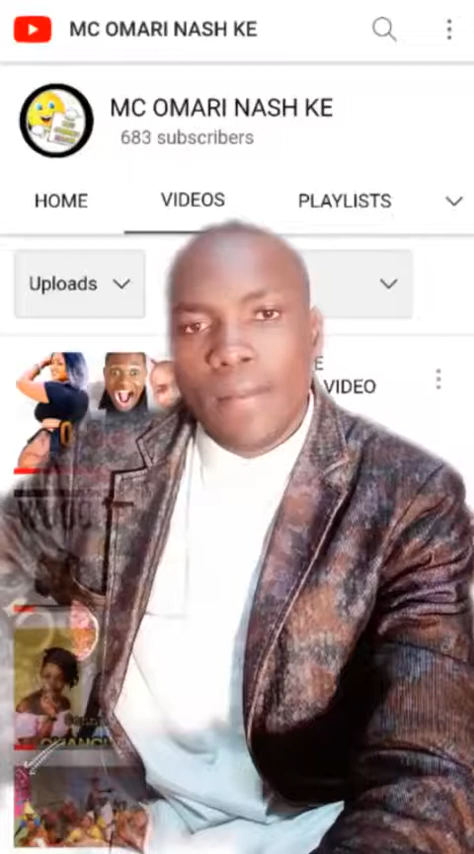 MC OMARI NASH KE
MC OMARI NASH KE
683 subscribers
HOME
VIDEOS
PLAYLISTS
Uploads
E
VIDEO